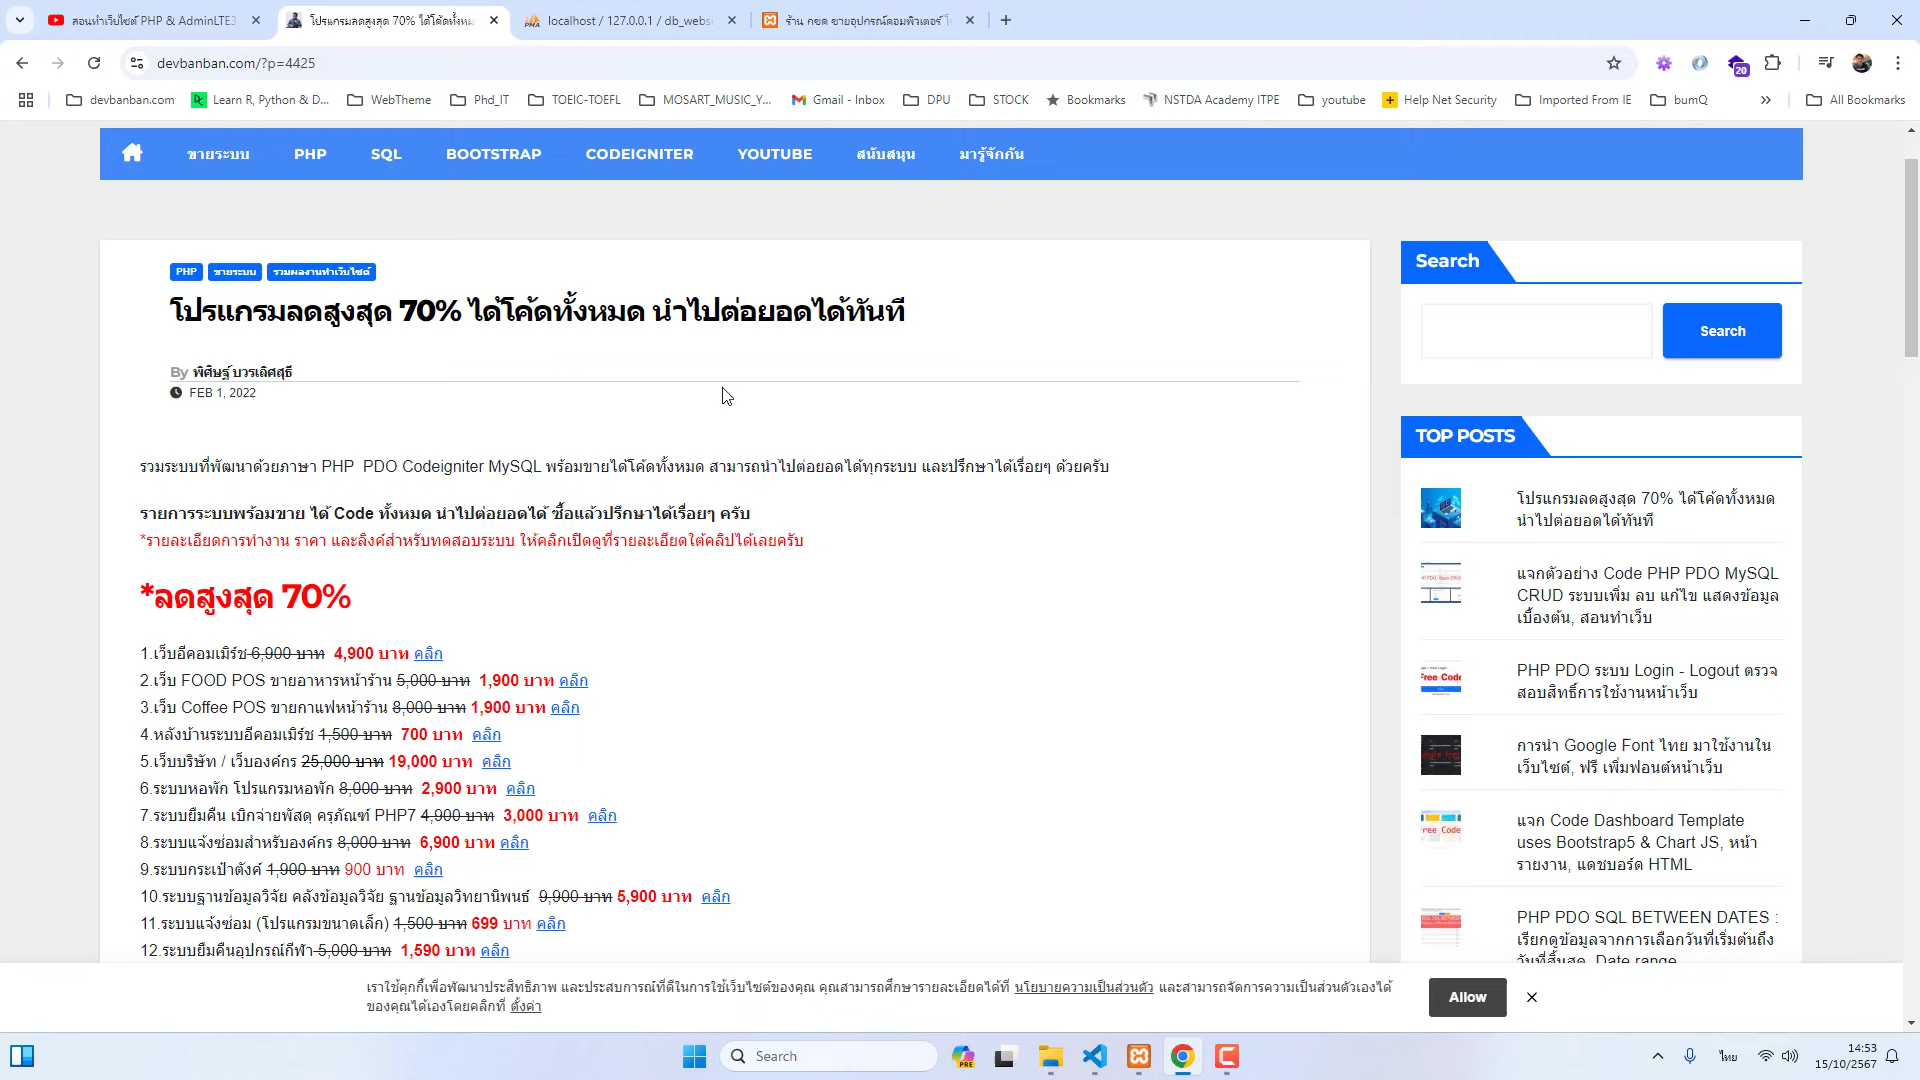 สอนทำเว็บไซต์ PHP & AdminLTE3
โปรแกรมลดสูงสุด 70% ได้โค้ดทั้งหม
localhost / 127.0.0.1 / db_webs
ร้าน กขค ขายอุปกรณ์คอมพิวเตอร์
devbanban.com/?p=4425
20
devbanban.com
Learn R, Python & D...
WebTheme
Phd_IT
TOEIC-TOEFL
MOSART_MUSIC_Y...
Gmail - Inbox
DPU
STOCK
Bookmarks
NSTDA Academy ITPE
youtube
Help Net Security
Imported From IE
bumQ
All Bookmarks
ขายระบบ
PHP
SQL
BOOTSTRAP
CODEIGNITER
YOUTUBE
สนับสนุน
มารู้จักกัน
PHP
ขายระบบ
รวมผลงานทำเว็บไซต์
โปรแกรมลดสูงสุด 70% ได้โค้ดทั้งหมด นำไปต่อยอดได้ทันที
By พิศิษฐ์ บวรเลิศสุธี
FEB 1, 2022
รวมระบบที่พัฒนาด้วยภาษา PHP PDO Codeigniter MySQL พร้อมขายได้โค้ดทั้งหมด สามารถนำไปต่อยอดได้ทุกระบบ และปรึกษาได้เรื่อยๆ ด้วยครับ
รายการระบบพร้อมขาย ได้ Code ทั้งหมด นำไปต่อยอดได้ ซื้อแล้วปรึกษาได้เรื่อยๆ ครับ
*รายละเอียดการทำงาน ราคา และลิงค์สำหรับทดสอบระบบ ให้คลิกเปิดดูที่รายละเอียดใต้คลิปได้เลยครับ
*ลดสูงสุด 70%
1.เว็บอีคอมเมิร์ซ 6,900 บาท 4,900 บาท คลิก
2.เว็บ FOOD POS ขายอาหารหน้าร้าน 5,000 บาท 1,900 บาท คลิก
3.เว็บ Coffee POS ขายกาแฟหน้าร้าน 8,000 บาท 1,900 บาท คลิก
4.หลังบ้านระบบอีคอมเมิร์ซ 1,500 บาท 700 บาท คลิก
5.เว็บบริษัท / เว็บองค์กร 25,000 บาท 19,000 บาท คลิก
6.ระบบหอพัก โปรแกรมหอพัก 8,000 บาท 2,900 บาท คลิก
7.ระบบยืมคืน เบิกจ่ายพัสดุ ครุภัณฑ์ PHP7 4,900 บาท 3,000 บาท คลิก
8.ระบบแจ้งซ่อมสำหรับองค์กร 8,000 บาท 6,900 บาท คลิก
9.ระบบกระเป๋าตังค์ 1,900 บาท 900 บาท คลิก
10.ระบบฐานข้อมูลวิจัย คลังข้อมูลวิจัย ฐานข้อมูลวิทยานิพนธ์ 9,900 บาท 5,900 บาท คลิก
11.ระบบแจ้งซ่อม (โปรแกรมขนาดเล็ก) 1,500 บาท 699 บาท คลิก
12.ระบบยืมคืนอุปกรณ์กีฬา 5,000 บาท 1,590 บาท คลิก
Search
Search
TOP POSTS
โปรแกรมลดสูงสุด 70% ได้โค้ดทั้งหมด
นำไปต่อยอดได้ทันที
แจกตัวอย่าง Code PHP PDO MySQL
CRUD ระบบเพิ่ม ลบ แก้ไข แสดงข้อมูล
เบื้องต้น, สอนทำเว็บ
PHP PDO ระบบ Login - Logout ตรวจ
สอบสิทธิ์การใช้งานหน้าเว็บ
การนำ Google Font ไทย มาใช้งานใน
เว็บไซต์, ฟรี เพิ่มฟอนต์หน้าเว็บ
แจก Code Dashboard Template
uses Bootstrap5 & Chart JS, หน้า
รายงาน, แดชบอร์ด HTML
PHP PDO SQL BETWEEN DATES :
เรียกดูข้อมูลจากการเลือกวันที่เริ่มต้นถึง
วันที่สิ้นสุด, Date range
เราใช้คุกกี้เพื่อพัฒนาประสิทธิภาพ และประสบการณ์ที่ดีในการใช้เว็บไซต์ของคุณ คุณสามารถศึกษารายละเอียดได้ที่ นโยบายความเป็นส่วนตัว และสามารถจัดการความเป็นส่วนตัวเองได้
ของคุณได้เองโดยคลิกที่ ตั้งค่า
Allow
Search
ไทย
14:53
15/10/2567